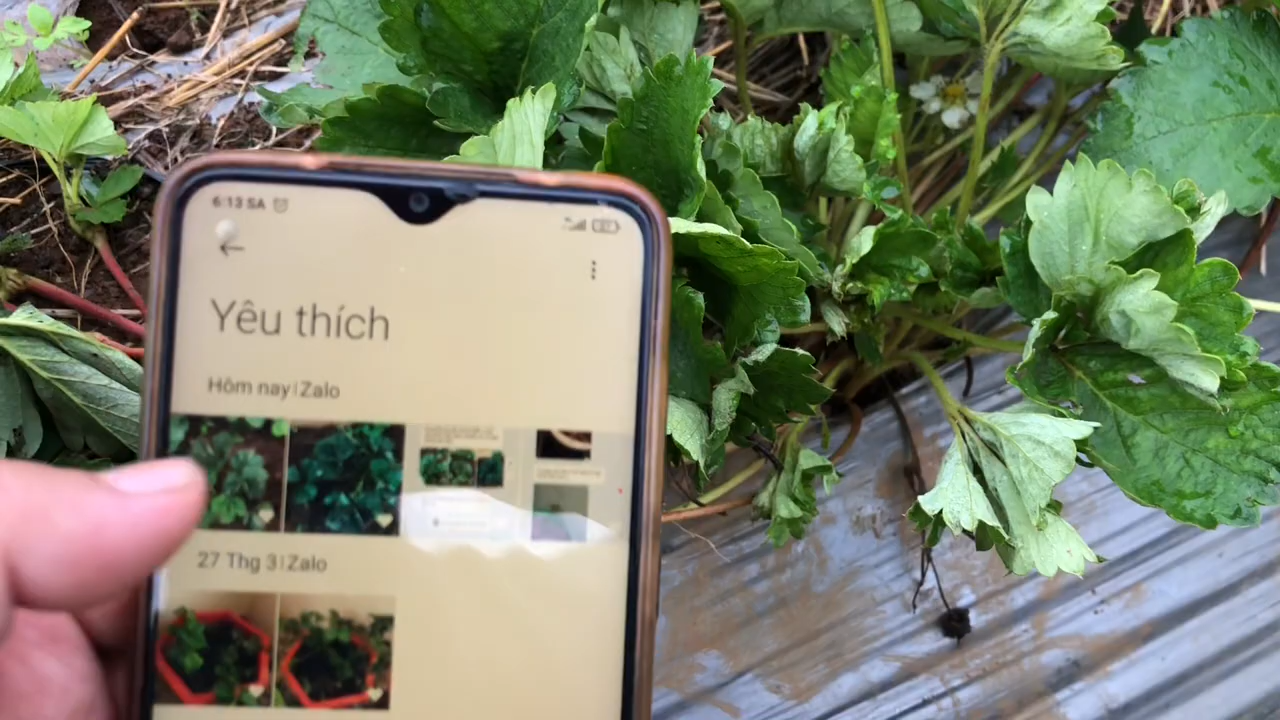 6:13 SA
Yêu thích
Hôm nay | Zalo
27 Thg 3 | Zalo